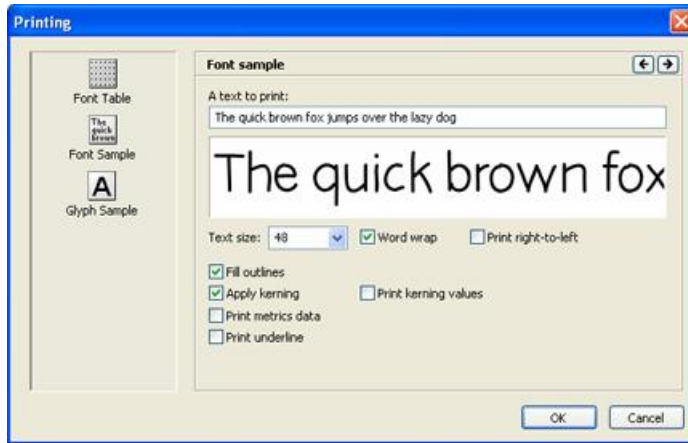 Printing
Font Table
The
quick
brown
Font Sample
A
Glyph Sample
Font sample
A text to print:
The quick brown fox jumps over the lazy dog
The quick brown fox
Text size: 48 Word wrap Print right-to-left
Fill outlines
Apply kerning Print kerning values
Print metrics data
Print underline
OK Cancel